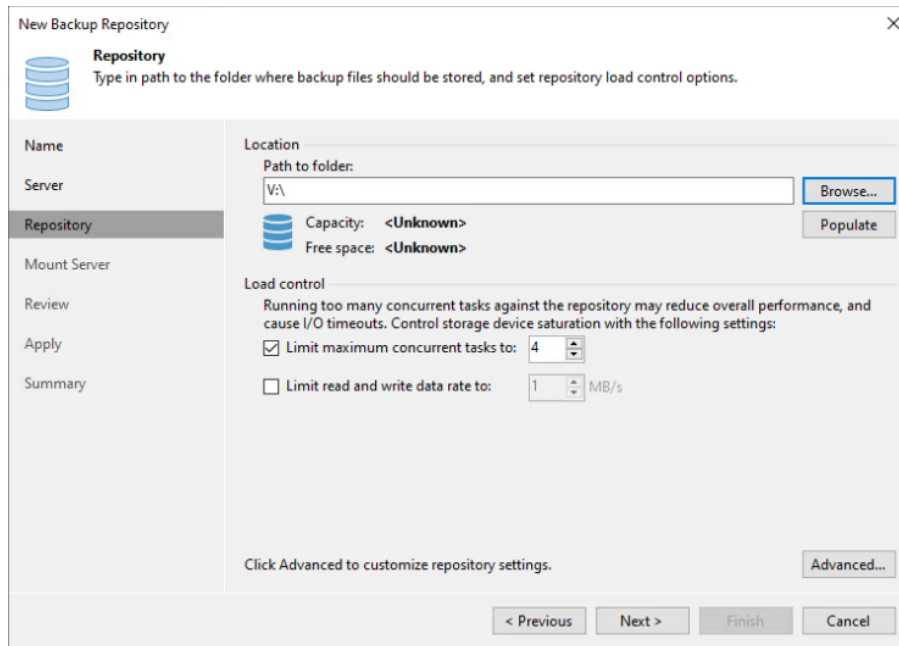 New Backup Repository
Repository
Type in path to the folder where backup files should be stored, and set repository load control options.
Name
Server
Repository
Mount Server
Review
Apply
Summary
Location
Path to folder:
V:\
Browse...
Capacity: <Unknown>
Populate
Free space: <Unknown>
Load control
Running too many concurrent tasks against the repository may reduce overall performance, and
cause I/O timeouts. Control storage device saturation with the following settings:
Limit maximum concurrent tasks to: 4
Limit read and write data rate to: 1 MB/s
Click Advanced to customize repository settings.
Advanced...
< Previous
Next >
Finish
Cancel